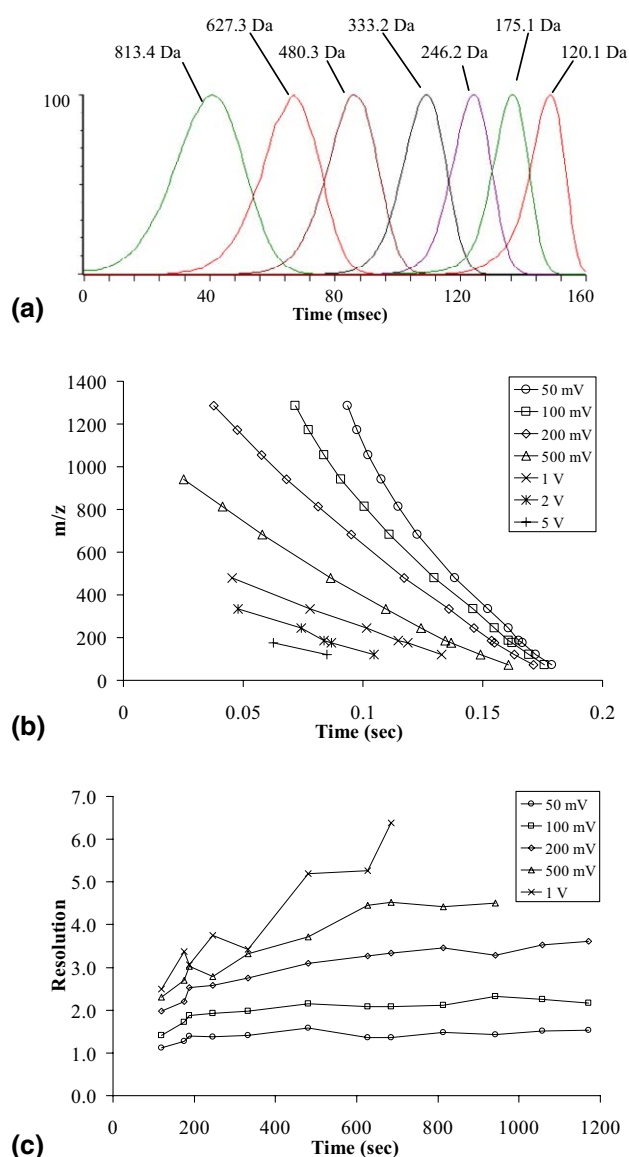 813.4 Da 627.3 Da 480.3 Da 333.2 Da 246.2 Da 175.1 Da 120.1 Da
100
0 40 80 120 160
Time (msec)
(a)
1400
1200
1000
800
600
400
200
0
m/z
0 0.05 0.1 0.15 0.2
Time (sec)
50 mV
100 mV
200 mV
500 mV
1 V
2 V
5 V
(b)
7.0
6.0
5.0
4.0
3.0
2.0
1.0
0.0
Resolution
0 200 400 600 800 1000 1200
Time (sec)
50 mV
100 mV
200 mV
500 mV
1 V
(c)